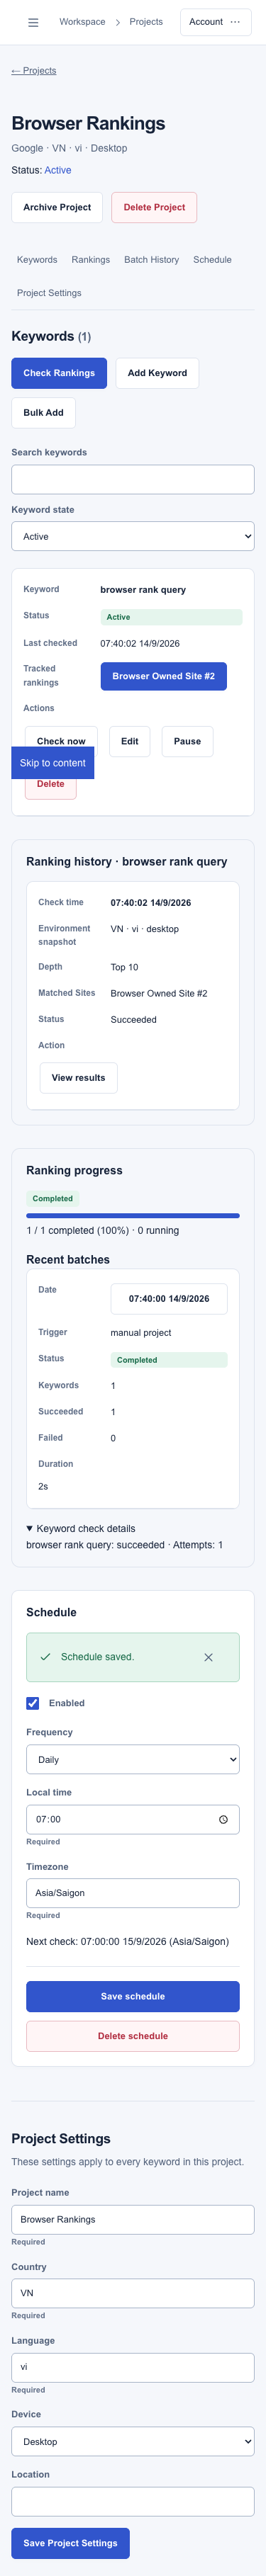 Workspace > Projects Account ...
← Projects
Browser Rankings
Google · VN · vi · Desktop
Status: Active
Archive Project Delete Project
Keywords Rankings Batch History Schedule
Project Settings
Keywords (1)
Check Rankings Add Keyword
Bulk Add
Search keywords
Keyword state
Active
Keyword browser rank query
Status Active
Last checked 07:40:02 14/9/2026
Tracked rankings Browser Owned Site #2
Actions
Check now Edit Pause
Skip to content
Delete
Ranking history · browser rank query
Check time 07:40:02 14/9/2026
Environment snapshot VN · vi · desktop
Depth Top 10
Matched Sites Browser Owned Site #2
Status Succeeded
Action
View results
Ranking progress
Completed
1 / 1 completed (100%) · 0 running
Recent batches
Date 07:40:00 14/9/2026
Trigger manual project
Status Completed
Keywords 1
Succeeded 1
Failed 0
Duration
2s
▼ Keyword check details
browser rank query: succeeded · Attempts: 1
Schedule
Schedule saved.
Enabled
Frequency
Daily
Local time
07:00
Required
Timezone
Asia/Saigon
Required
Next check: 07:00:00 15/9/2026 (Asia/Saigon)
Save schedule
Delete schedule
Project Settings
These settings apply to every keyword in this project.
Project name
Browser Rankings
Required
Country
VN
Required
Language
vi
Required
Device
Desktop
Location
Save Project Settings